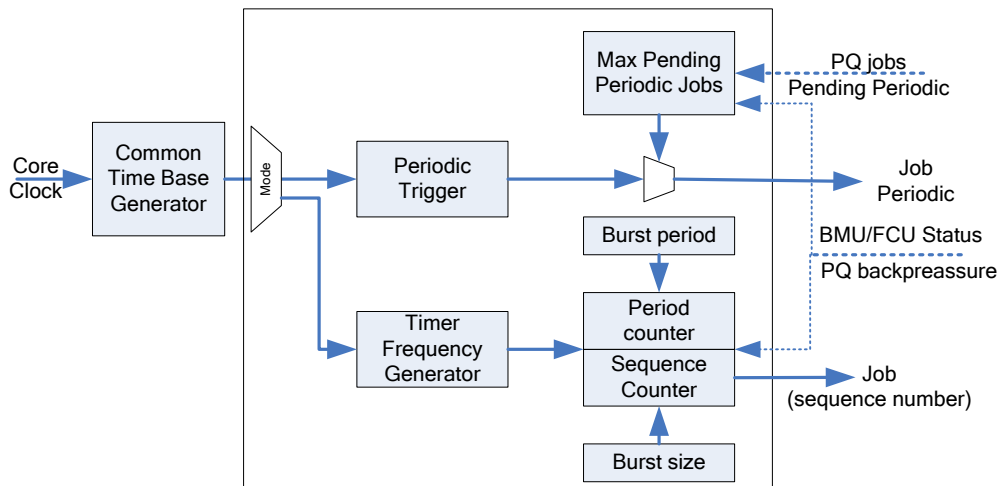 Core
Clock
Common
Time Base
Generator
Mode
Periodic
Trigger
Max Pending
Periodic Jobs
PQ jobs
Pending Periodic
Job
Periodic
Burst period
BMU/FCU Status
PQ backpreassure
Timer
Frequency
Generator
Period
counter
Sequence
Counter
Job
(sequence number)
Burst size